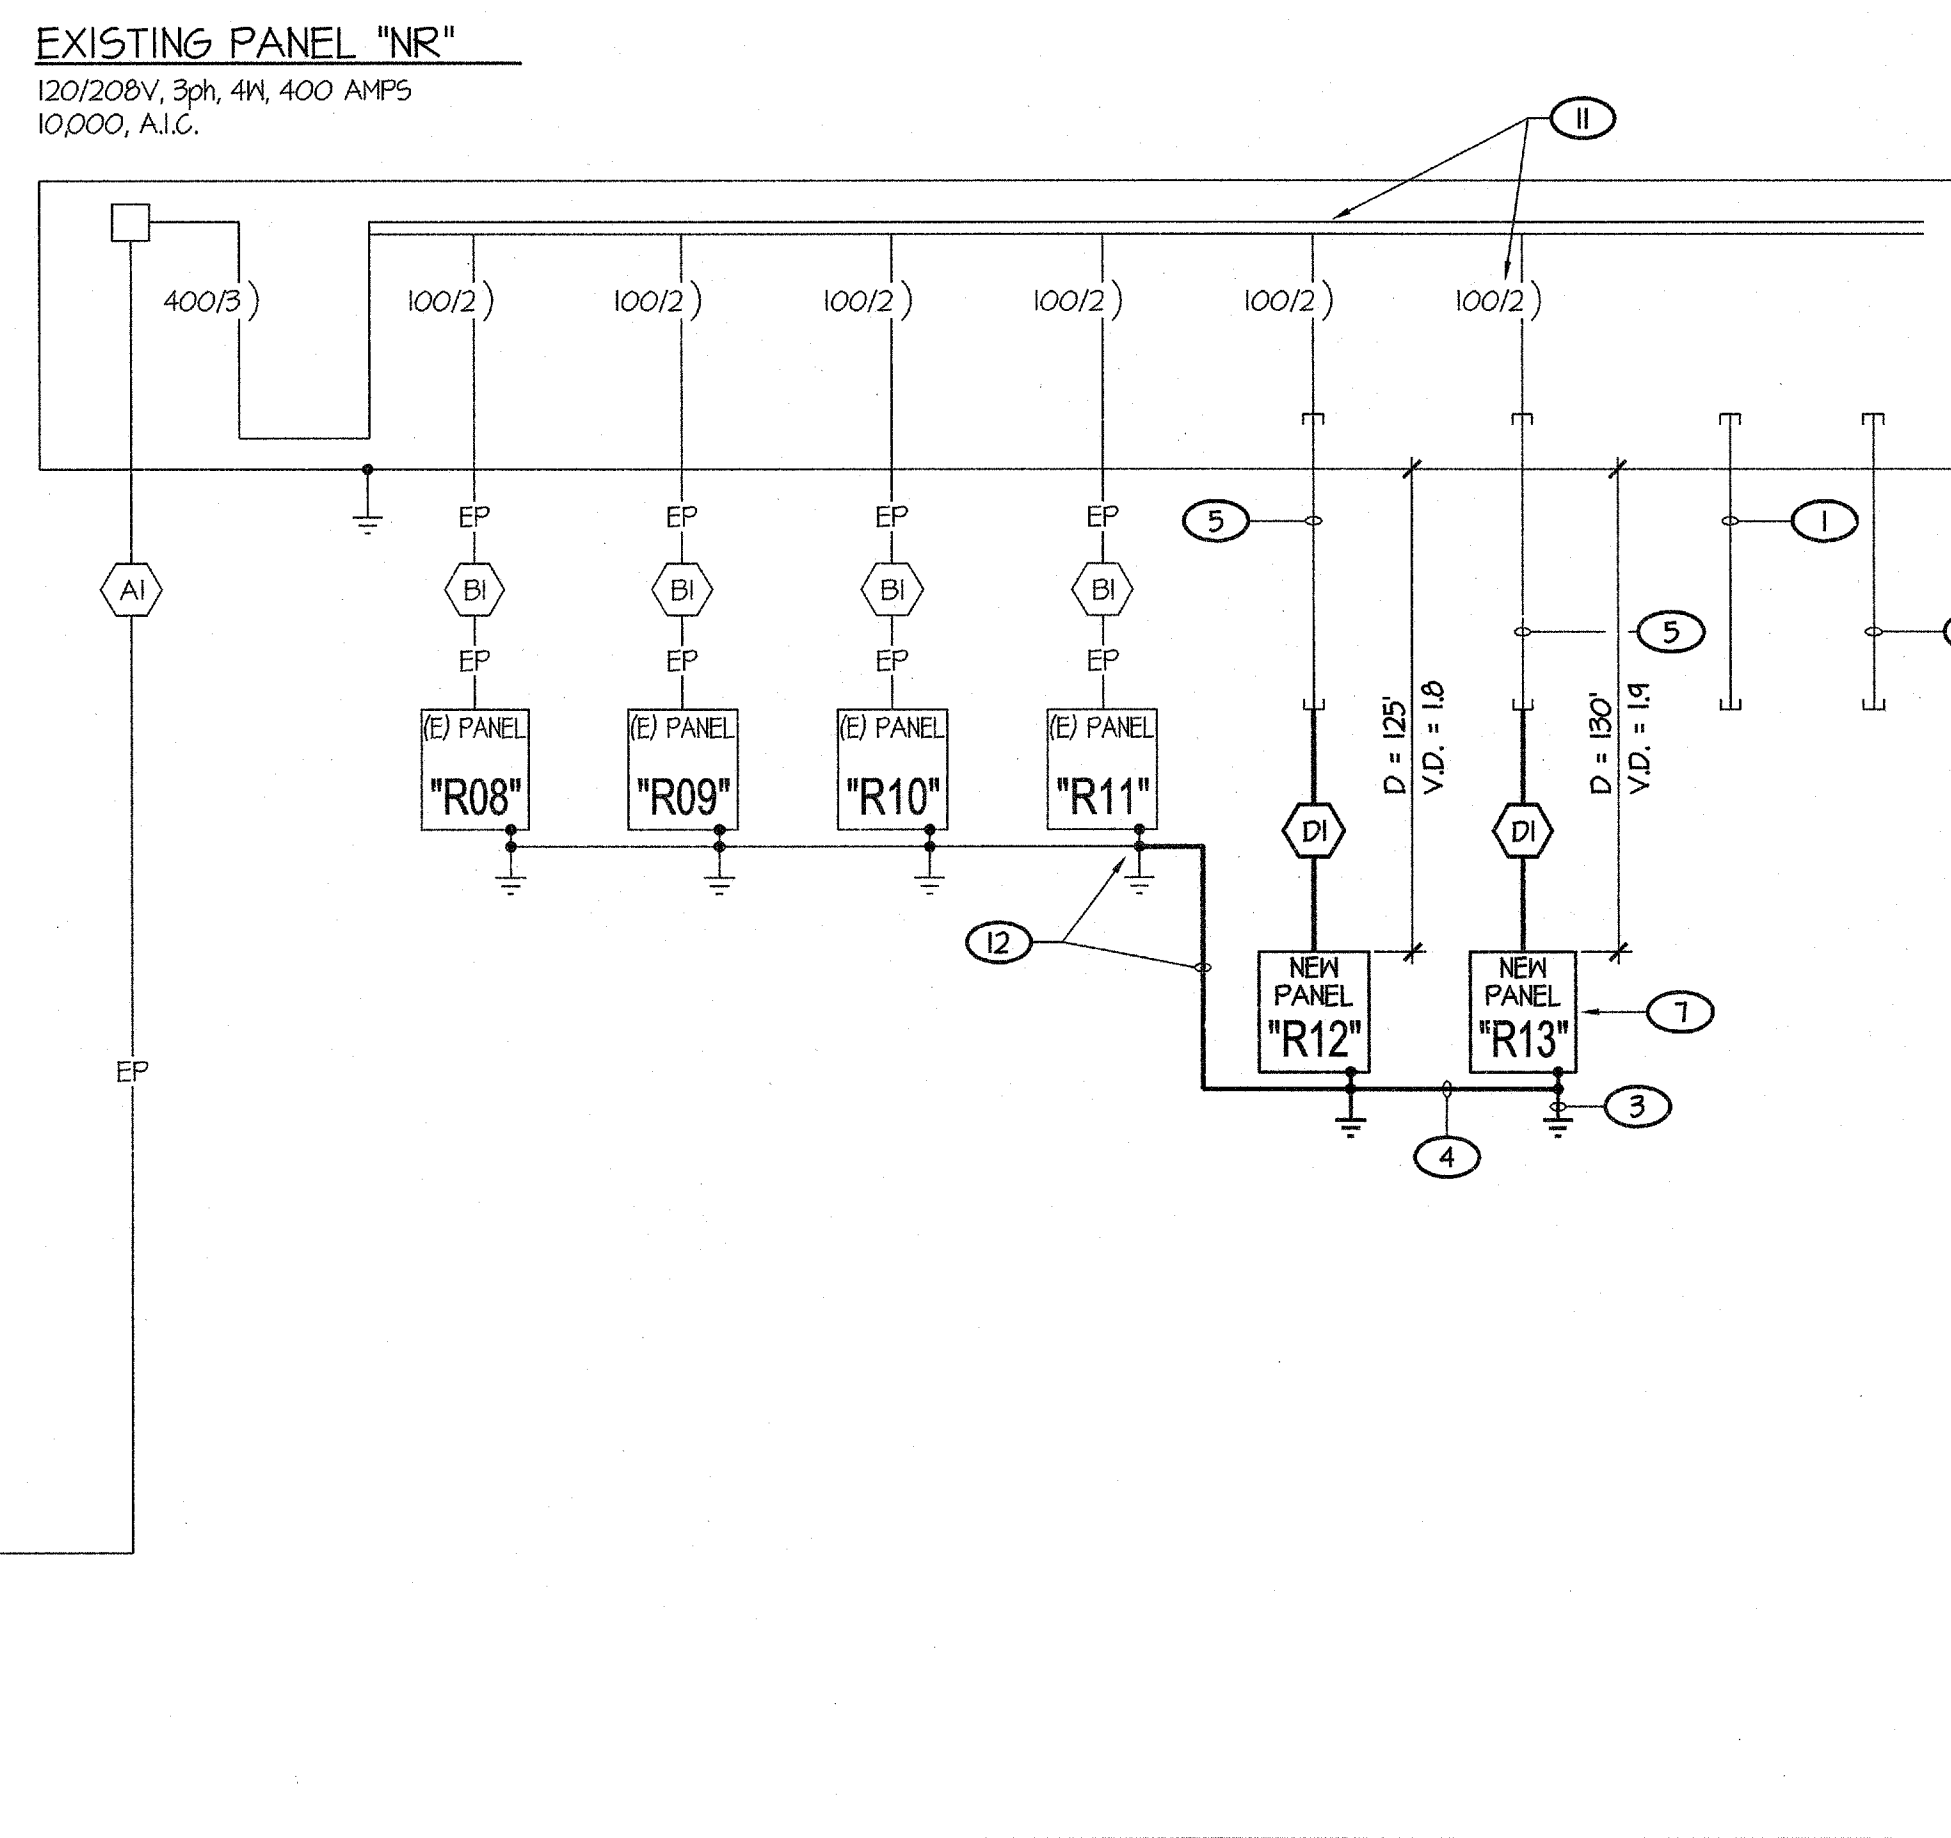 EXISTING PANEL "NR"
120/208V, 3ph, 4W, 400 AMPS
10,000, A.I.C.
11
400/3)
100/2)
100/2)
100/2)
100/2)
100/2)
100/2)
EP
EP
EP
EP
5
1
A1
B1
B1
B1
B1
5
EP
EP
EP
EP
(E) PANEL
"R08"
(E) PANEL
"R09"
(E) PANEL
"R10"
(E) PANEL
"R11"
D = 125'
V.D. = 1.8
D = 130'
V.D. = 1.9
D1
D1
12
NEW
PANEL
"R12"
NEW
PANEL
"R13"
7
EP
3
4